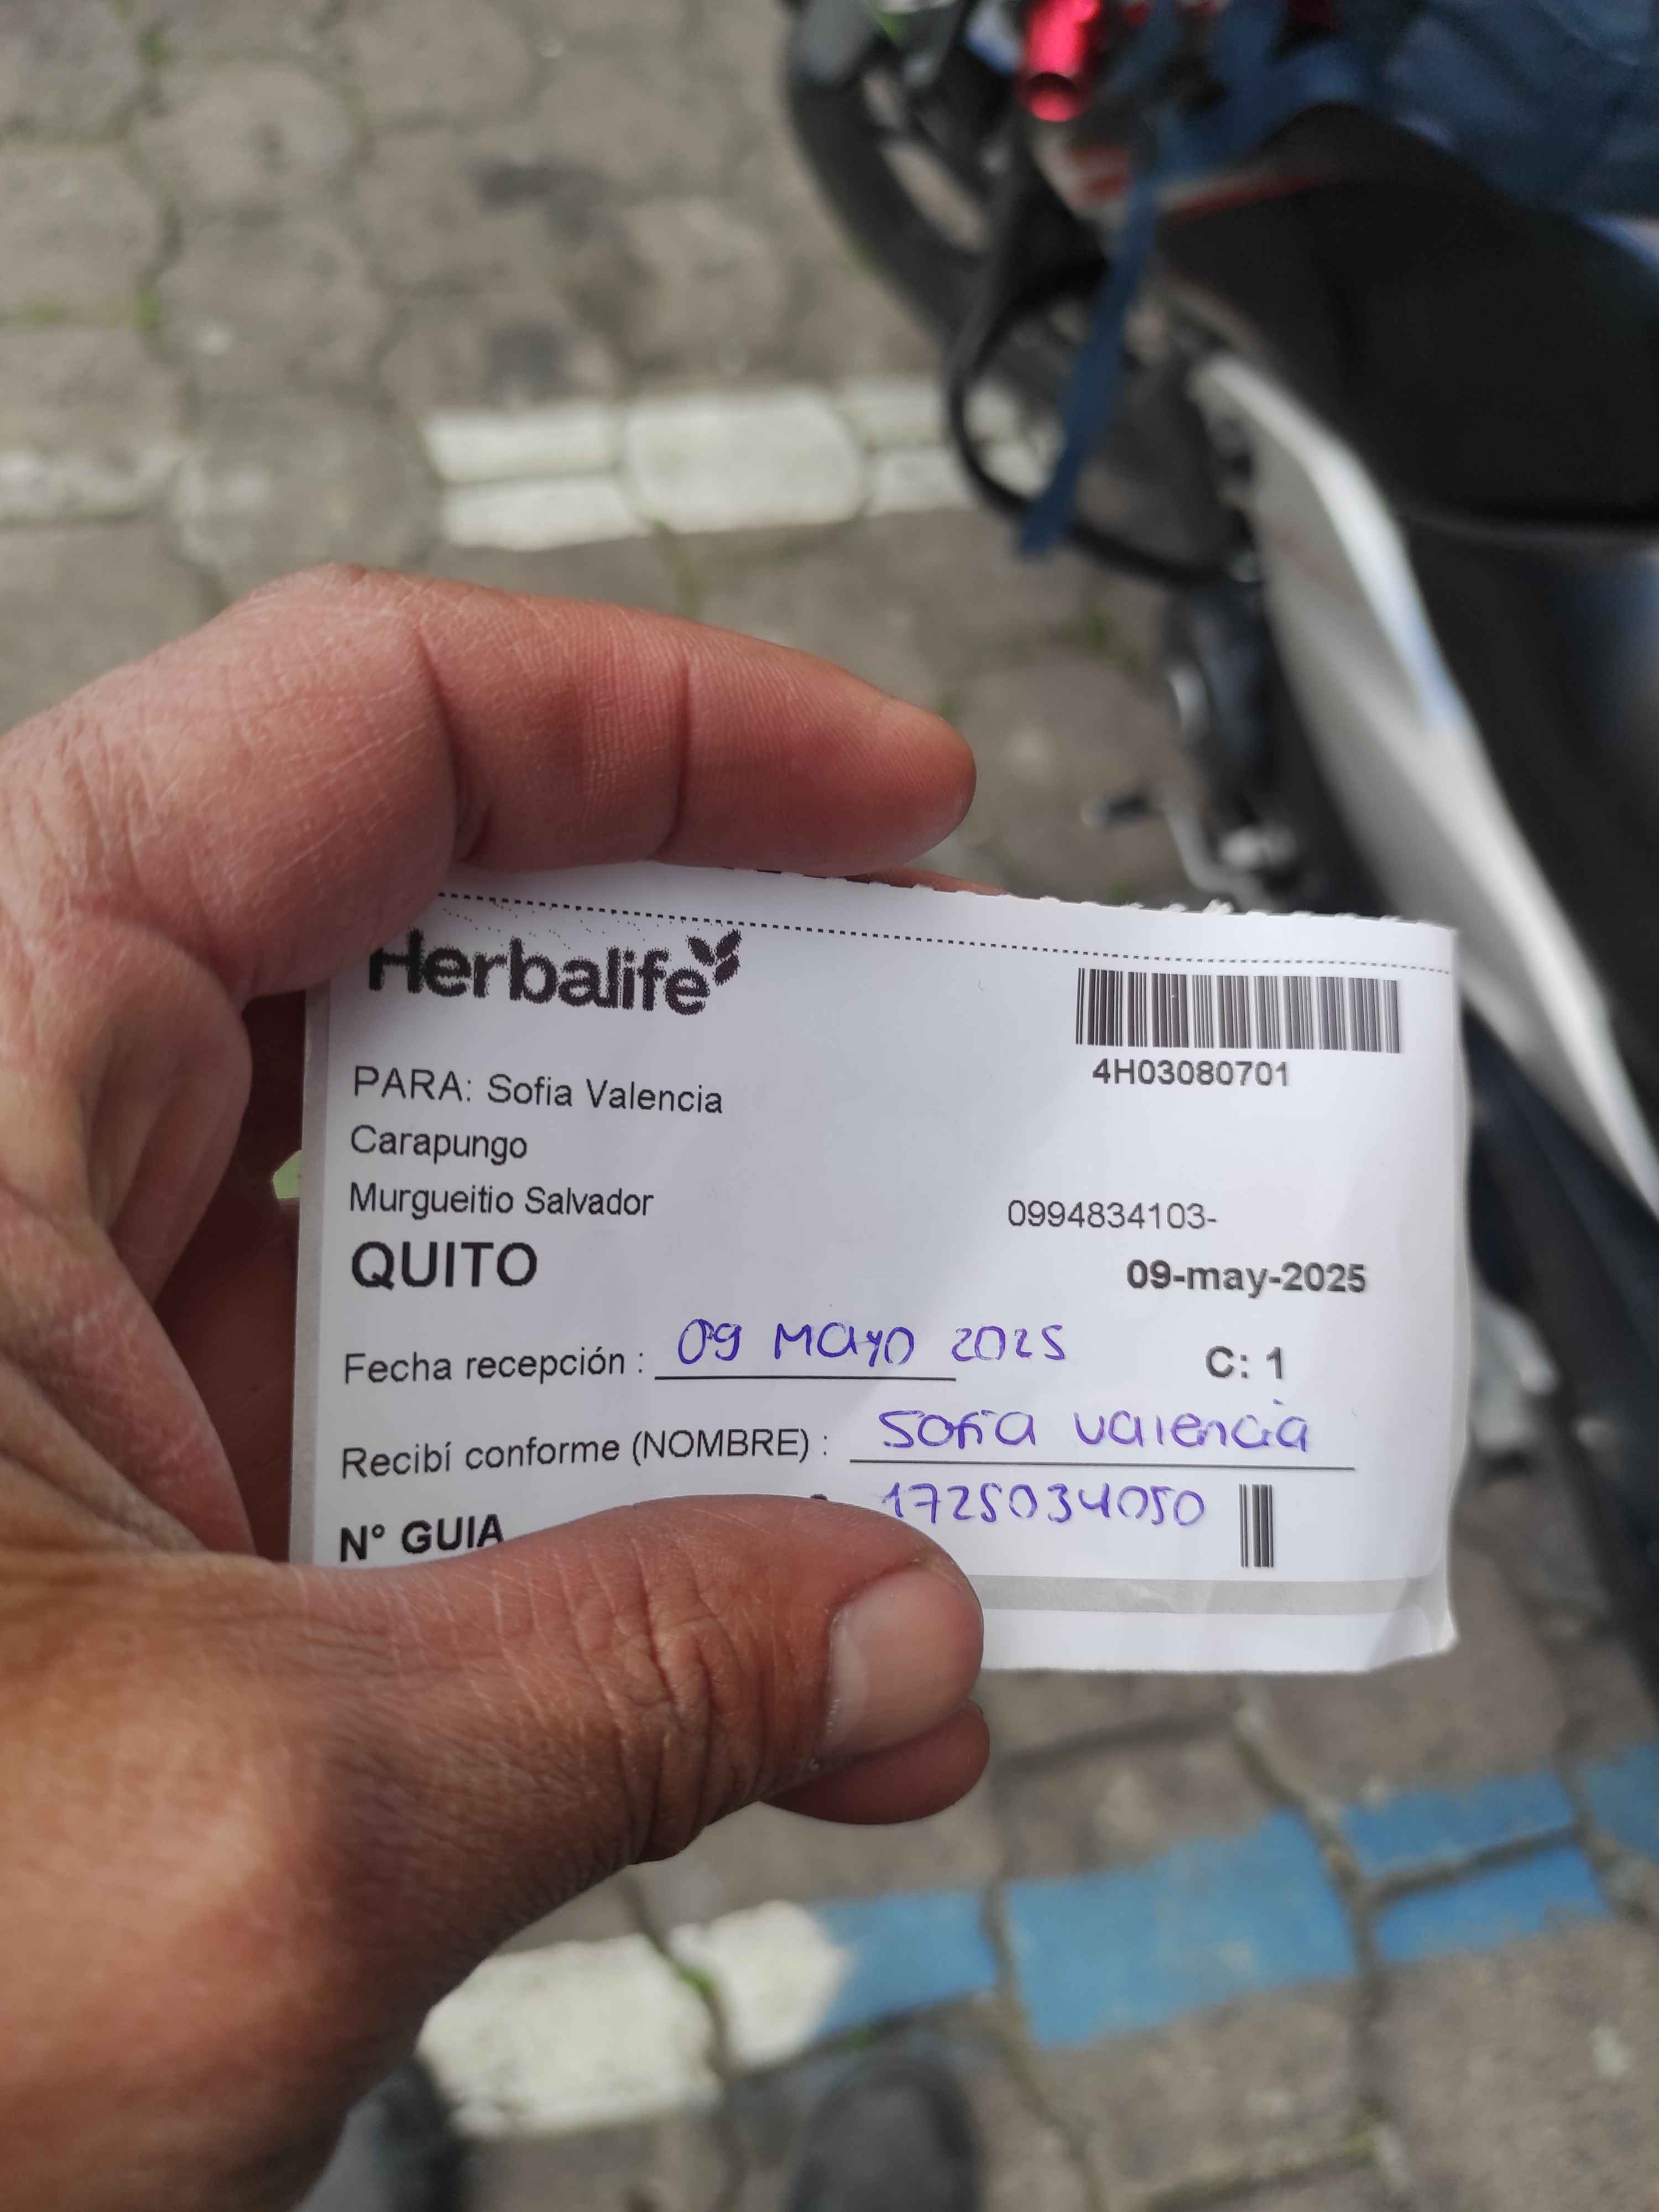 Herbalife
4H03080701
PARA: Sofia Valencia
Carapungo
Murgueitio Salvador
0994834103-
QUITO
09-may-2025
Fecha recepción : 09 Mayo 2025
C: 1
Recibí conforme (NOMBRE) : Sofia Valencia
N° GUIA
1725034050